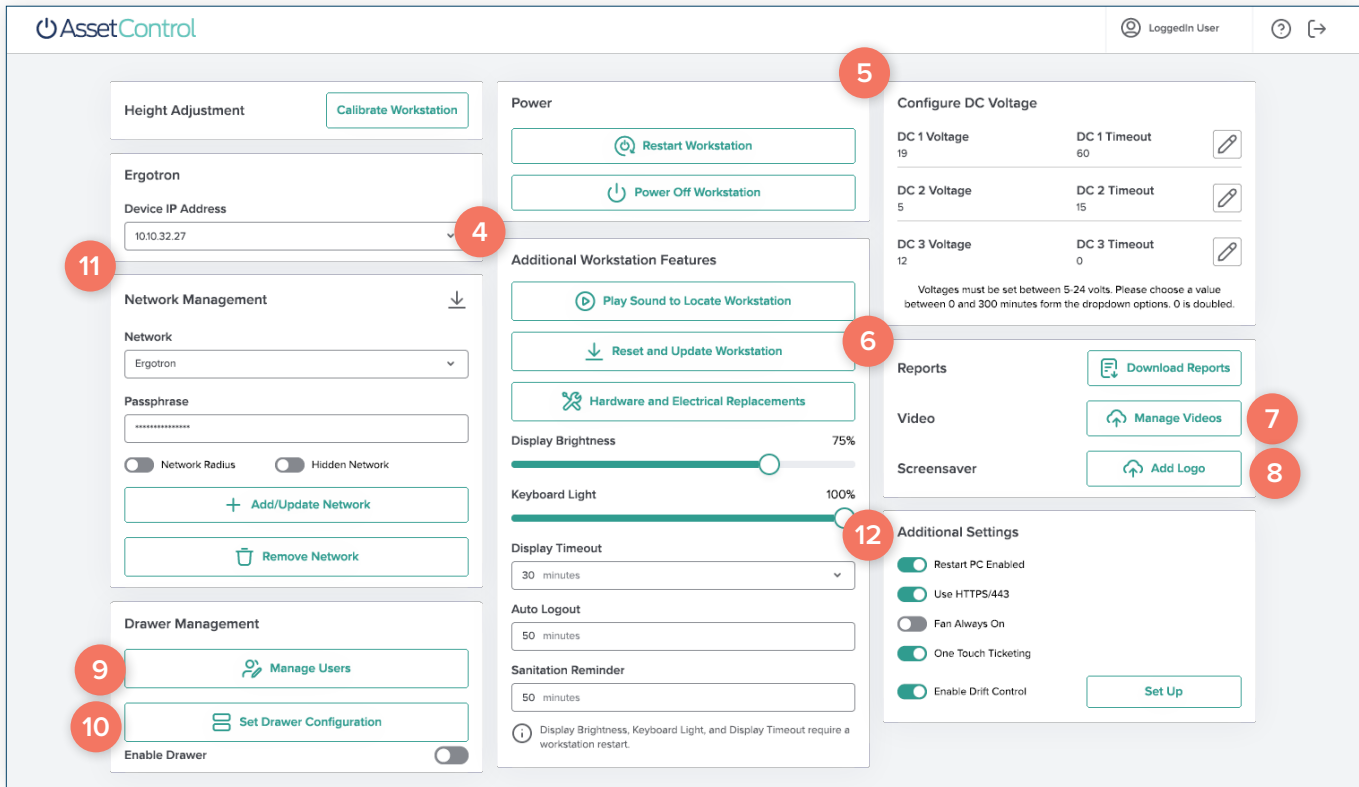 AssetControl
LoggedIn User
Height Adjustment
Calibrate Workstation
Ergotron
Device IP Address
10.10.32.27
4
11
Network Management
Network
Ergotron
Passphrase
***************
Network Radius
Hidden Network
Add/Update Network
Remove Network
Drawer Management
9
Manage Users
10
Set Drawer Configuration
Enable Drawer
Power
Restart Workstation
Power Off Workstation
Additional Workstation Features
Play Sound to Locate Workstation
Reset and Update Workstation
6
Hardware and Electrical Replacements
Display Brightness 75%
Keyboard Light 100%
12
Display Timeout
30 minutes
Auto Logout
50 minutes
Sanitation Reminder
50 minutes
Display Brightness, Keyboard Light, and Display Timeout require a
workstation restart.
5
Configure DC Voltage
DC 1 Voltage DC 1 Timeout
19 60
DC 2 Voltage DC 2 Timeout
5 15
DC 3 Voltage DC 3 Timeout
12 0
Voltages must be set between 5-24 volts. Please choose a value
between 0 and 300 minutes form the dropdown options. 0 is doubled.
Reports
Download Reports
Video
Manage Videos
7
Screensaver
Add Logo
8
Additional Settings
Restart PC Enabled
Use HTTPS/443
Fan Always On
One Touch Ticketing
Enable Drift Control
Set Up